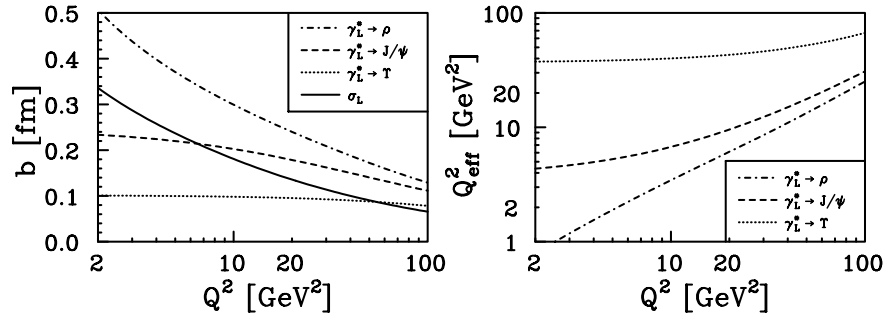 0.5
0.4
0.3
0.2
0.1
0.0
b [fm]
γ*L → ρ
γ*L → J/ψ
γ*L → Υ
σL
2 10 20 100
Q² [GeV²]
100
20
10
2
1
Q²eff [GeV²]
γ*L → ρ
γ*L → J/ψ
γ*L → Υ
2 10 20 100
Q² [GeV²]